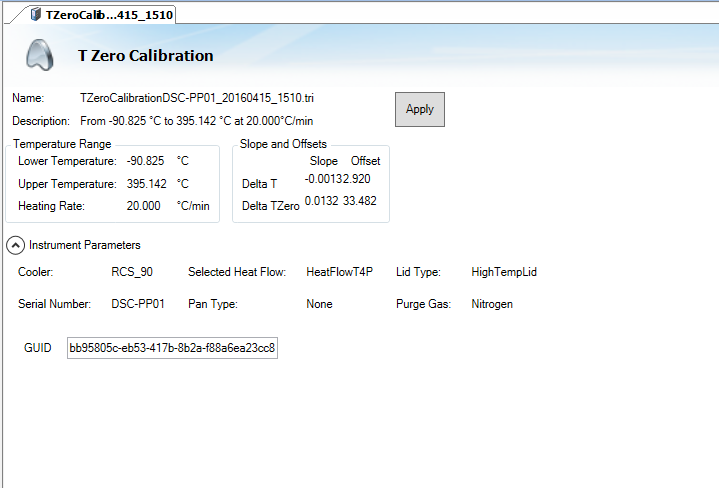 TZeroCalib...415_1510
T Zero Calibration
Name: TZeroCalibrationDSC-PP01_20160415_1510.tri
Apply
Description: From -90.825 °C to 395.142 °C at 20.000°C/min
Temperature Range
Lower Temperature: -90.825 °C
Upper Temperature: 395.142 °C
Heating Rate: 20.000 °C/min
Slope and Offsets
Slope Offset
Delta T -0.00132.920
Delta TZero 0.0132 33.482
Instrument Parameters
Cooler: RCS_90 Selected Heat Flow: HeatFlowT4P Lid Type: HighTempLid
Serial Number: DSC-PP01 Pan Type: None Purge Gas: Nitrogen
GUID bb95805c-eb53-417b-8b2a-f88a6ea23cc8